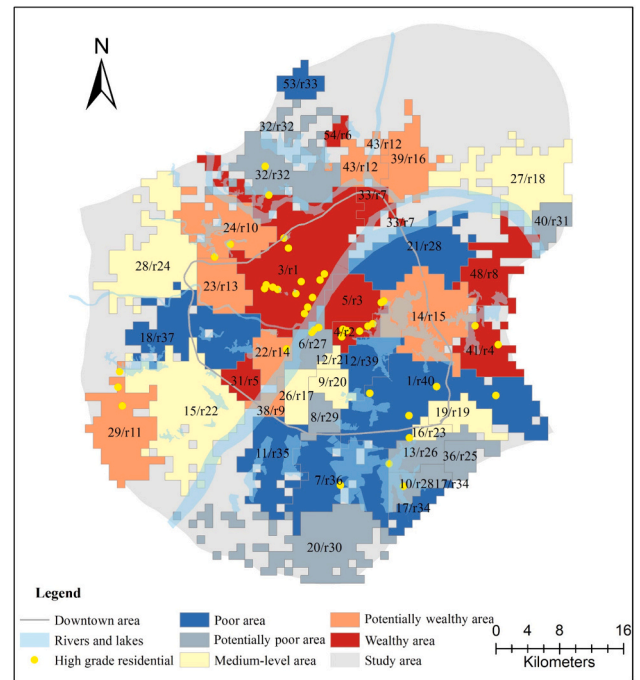 N
53/r33
32/r32
54/r6
43/r12
39/r16
43/r12
32/r32
27/r18
33/r7
33/r7
40/r31
24/r10
21/r28
28/r24
3/r1
48/r8
23/r13
5/r3
14/r15
18/r37
4/r2
6/r27
41/r4
22/r14
12/r39
31/r5
9/r20
1/r40
26/r17
15/r22
38/r9
8/r29
19/r19
16/r23
29/r11
11/r35
13/r26
36/r25
7/r36
10/r28
17/r34
17/r34
20/r30
Legend
Downtown area
Poor area
Potentially wealthy area
Rivers and lakes
Potentially poor area
Wealthy area
High grade residential
Medium-level area
Study area
0 4 8 16
Kilometers